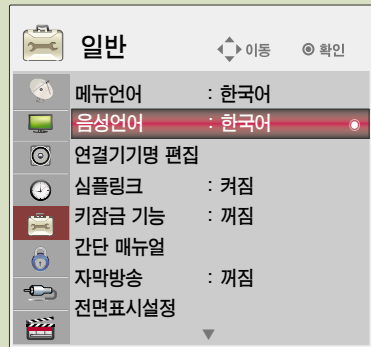 일반 이동 확인
메뉴언어 : 한국어
음성언어 : 한국어
연결기기명 편집
심플링크 : 켜짐
키잠금 기능 : 꺼짐
간단 매뉴얼
자막방송 : 꺼짐
전면표시설정